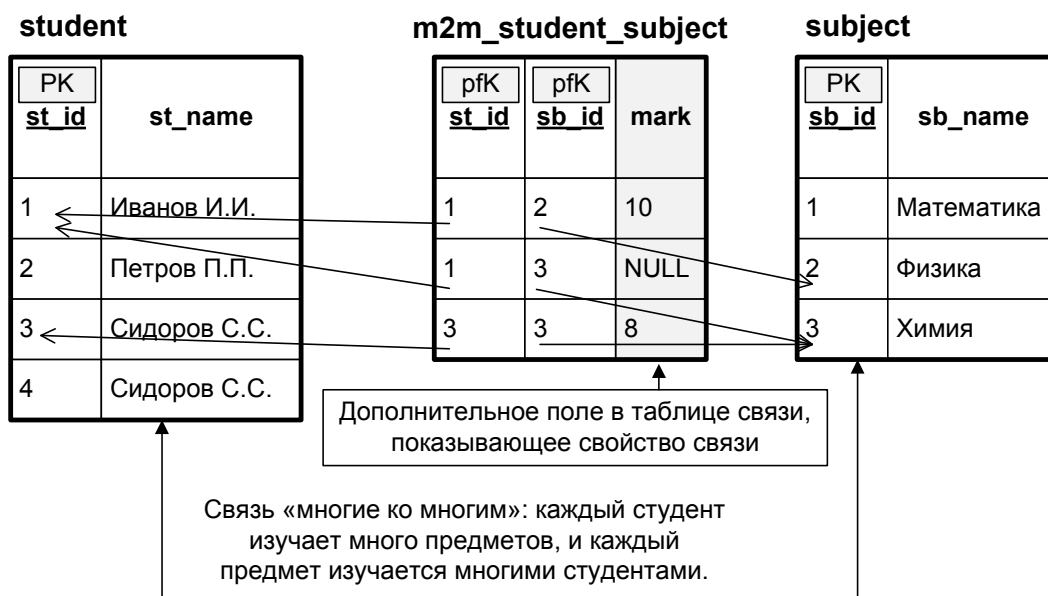 student m2m_student_subject subject
PK pfK pfK PK
st_id st_name st_id sb_id mark sb_id sb_name
1 Иванов И.И. 1 2 10 1 Математика
2 Петров П.П. 1 3 NULL 2 Физика
3 Сидоров С.С. 3 3 8 3 Химия
4 Сидоров С.С.
Дополнительное поле в таблице связи,
показывающее свойство связи
Связь «многие ко многим»: каждый студент
изучает много предметов, и каждый
предмет изучается многими студентами.